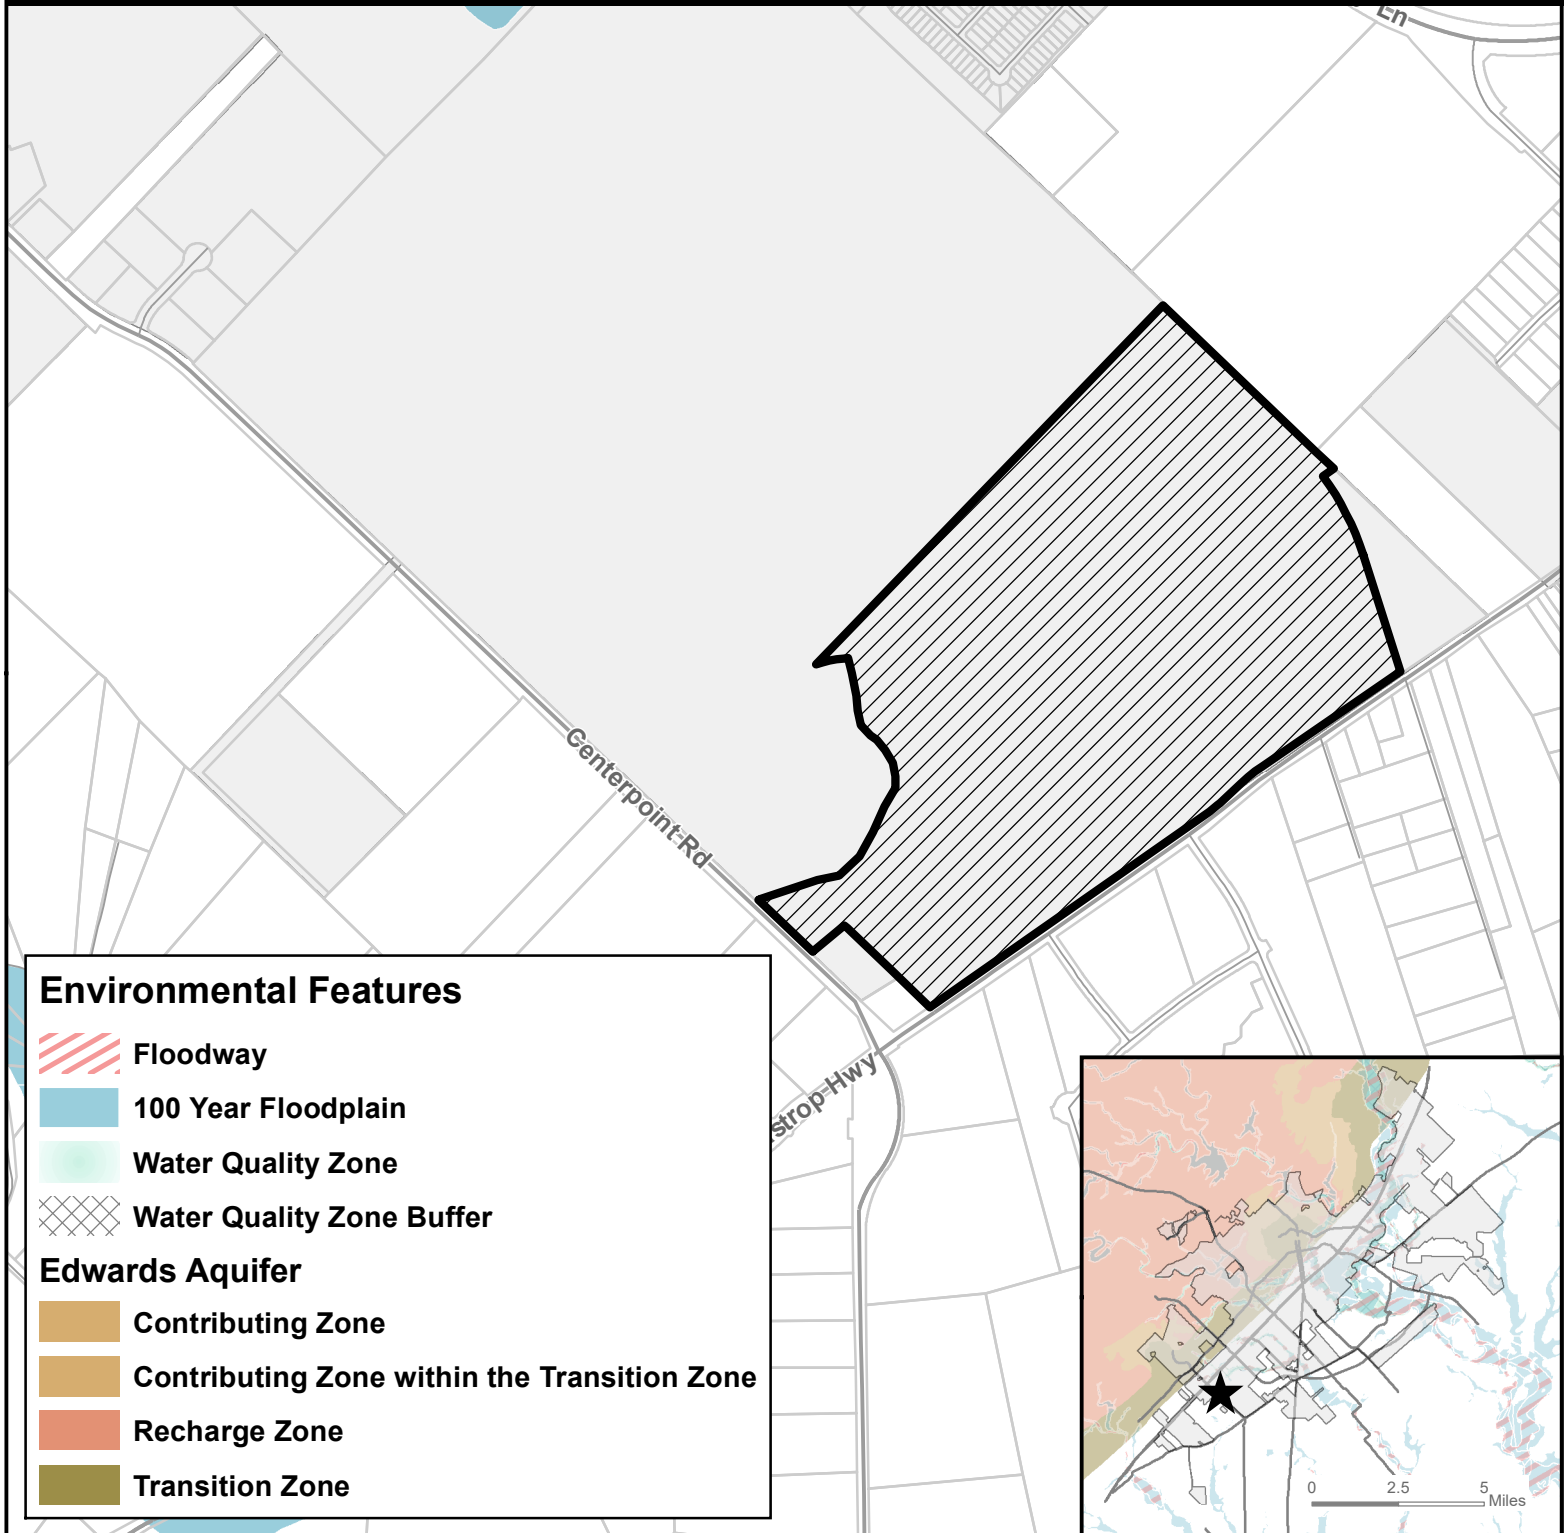 Ln
Centerpoint Rd
strop Hwy
Environmental Features
Floodway
100 Year Floodplain
Water Quality Zone
Water Quality Zone Buffer
Edwards Aquifer
Contributing Zone
Contributing Zone within the Transition Zone
Recharge Zone
Transition Zone
0 2.5 5
Miles